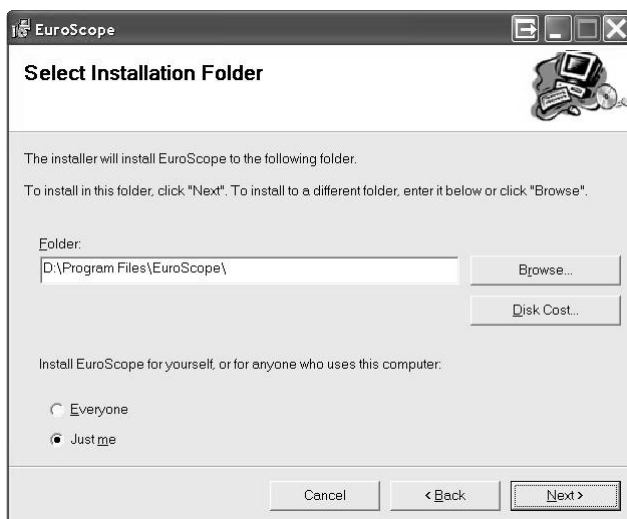 EuroScope
Select Installation Folder
The installer will install EuroScope to the following folder.
To install in this folder, click "Next". To install to a different folder, enter it below or click "Browse".
Folder:
D:\Program Files\EuroScope\
Browse...
Disk Cost...
Install EuroScope for yourself, or for anyone who uses this computer:
Everyone
Just me
Cancel
< Back
Next >